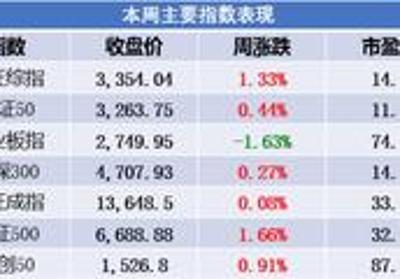 本周主要指数表现
指数 收盘价 周涨跌 市盈
证综指 3,354.04 1.33% 14.
证50 3,263.75 0.44% 11.
业板指 2,749.95 -1.63% 74.
深300 4,707.93 0.27% 14.
证成指 13,648.5 0.08% 33.
证500 6,688.88 1.66% 32.
创50 1,526.8 0.91% 87.